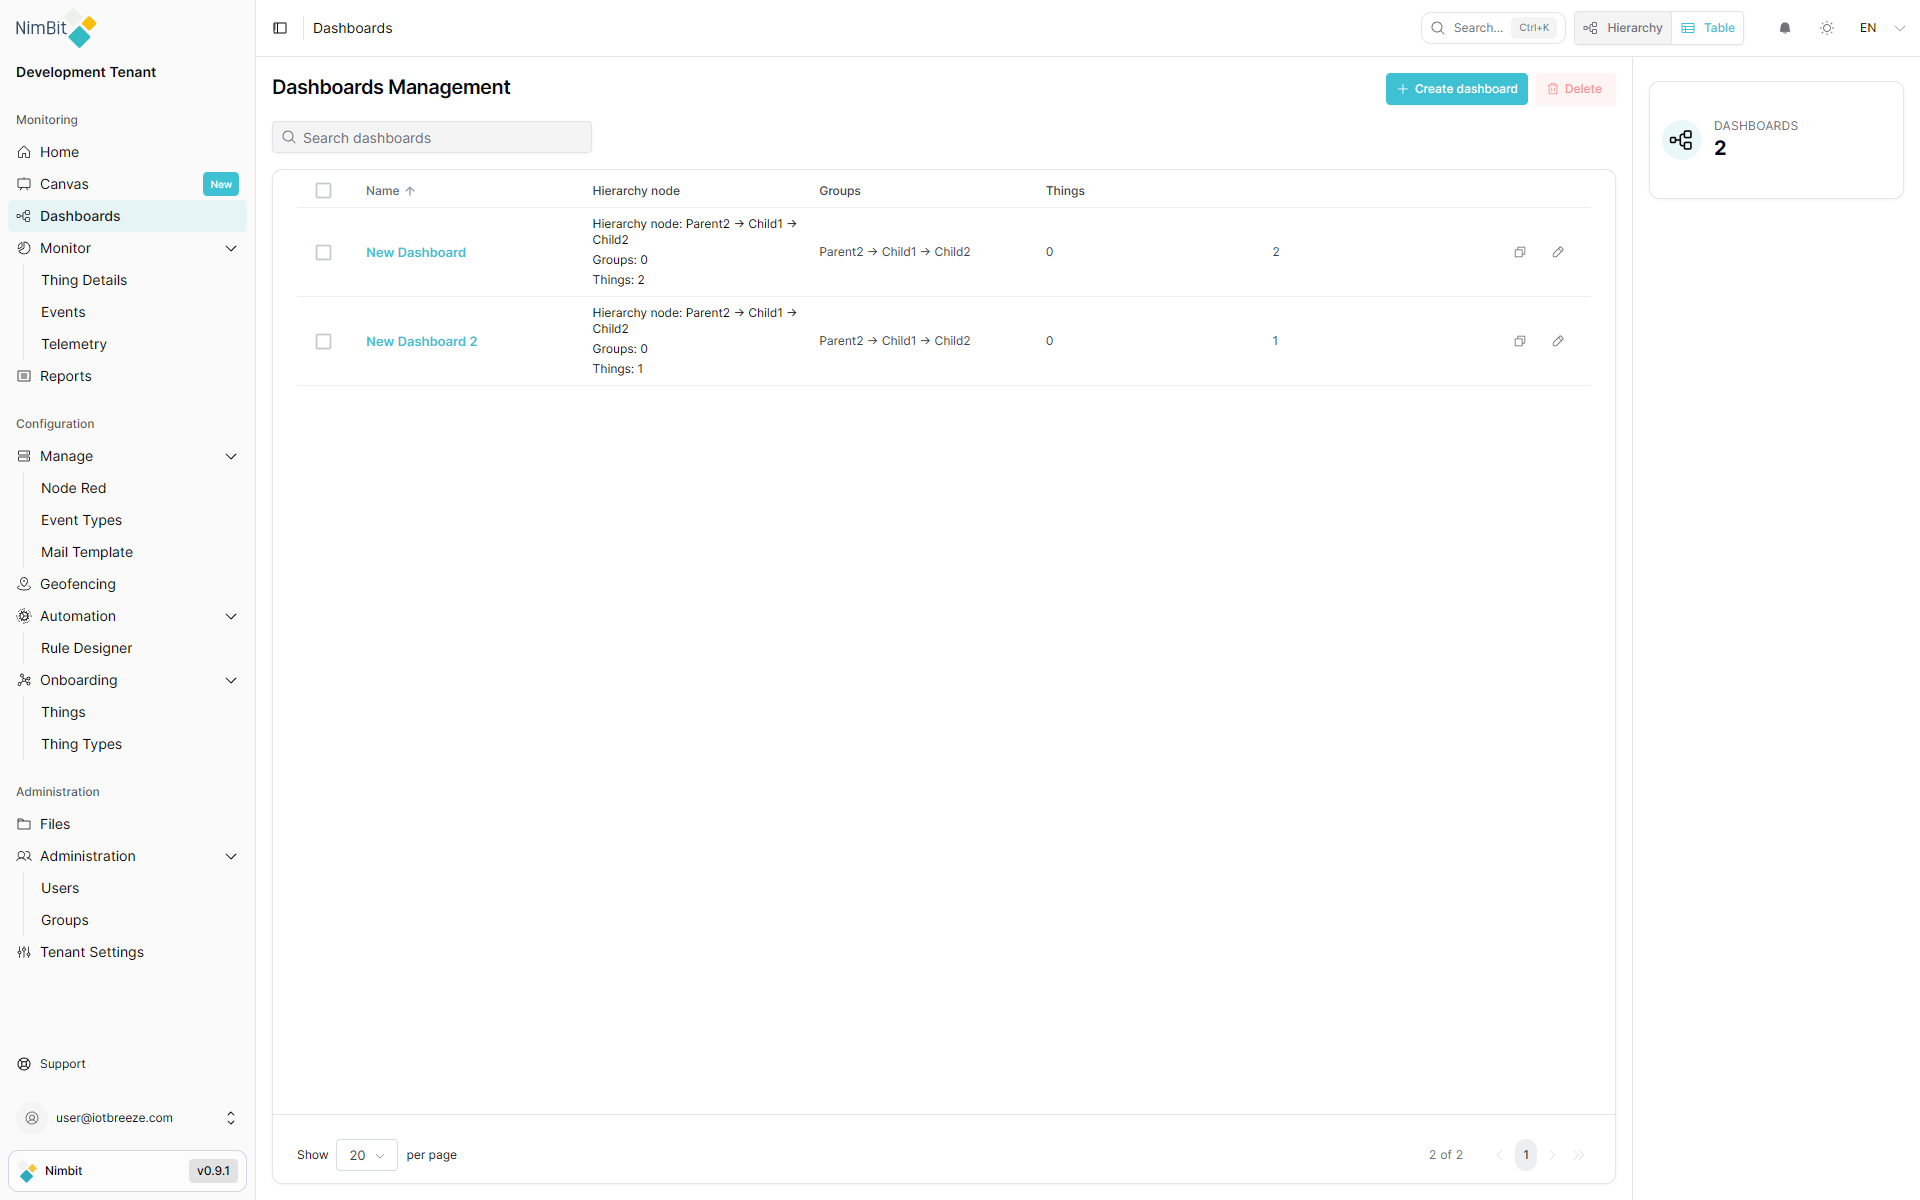 NimBit
Development Tenant
Monitoring
Home
Canvas
New
Dashboards
Monitor
Thing Details
Events
Telemetry
Reports
Configuration
Manage
Node Red
Event Types
Mail Template
Geofencing
Automation
Rule Designer
Onboarding
Things
Thing Types
Administration
Files
Administration
Users
Groups
Tenant Settings
Support
user@iotbreeze.com
Nimbit
v0.9.1
Dashboards
Search...
Ctrl+K
Hierarchy
Table
EN
Dashboards Management
Create dashboard
Delete
Search dashboards
Name
Hierarchy node
Groups
Things
New Dashboard
Hierarchy node: Parent2 → Child1 →
Child2
Groups: 0
Things: 2
Parent2 → Child1 → Child2
0
2
New Dashboard 2
Hierarchy node: Parent2 → Child1 →
Child2
Groups: 0
Things: 1
Parent2 → Child1 → Child2
0
1
Show
20
per page
2 of 2
1
DASHBOARDS
2